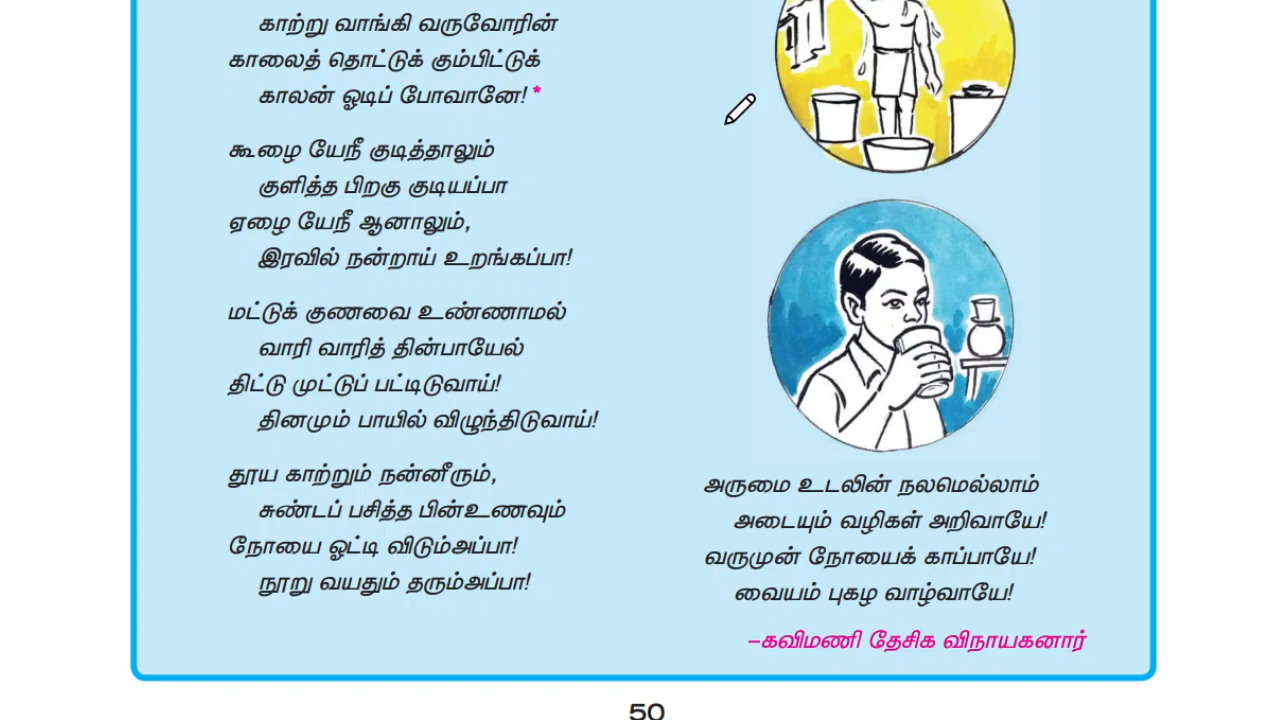 காற்று வாங்கி வருவோரின்
காலைத் தொட்டுக் கும்பிட்டுக்
காலன் ஓடிப் போவானே! *
கூழை யேநீ குடித்தாலும்
குளித்த பிறகு குடியப்பா
ஏழை யேநீ ஆனாலும்,
இரவில் நன்றாய் உறங்கப்பா!
மட்டுக் குணவை உண்ணாமல்
வாரி வாரித் தின்பாயேல்
திட்டு முட்டுப் பட்டிடுவாய்!
தினமும் பாயில் விழுந்திடுவாய்!
தூய காற்றும் நன்னீரும்,
சுண்டப் பசித்த பின்உணவும்
நோயை ஓட்டி விடும்அப்பா!
நூறு வயதும் தரும்அப்பா!
அருமை உடலின் நலமெல்லாம்
அடையும் வழிகள் அறிவாயே!
வருமுன் நோயைக் காப்பாயே!
வையம் புகழ வாழ்வாயே!
–கவிமணி தேசிக விநாயகனார்
50